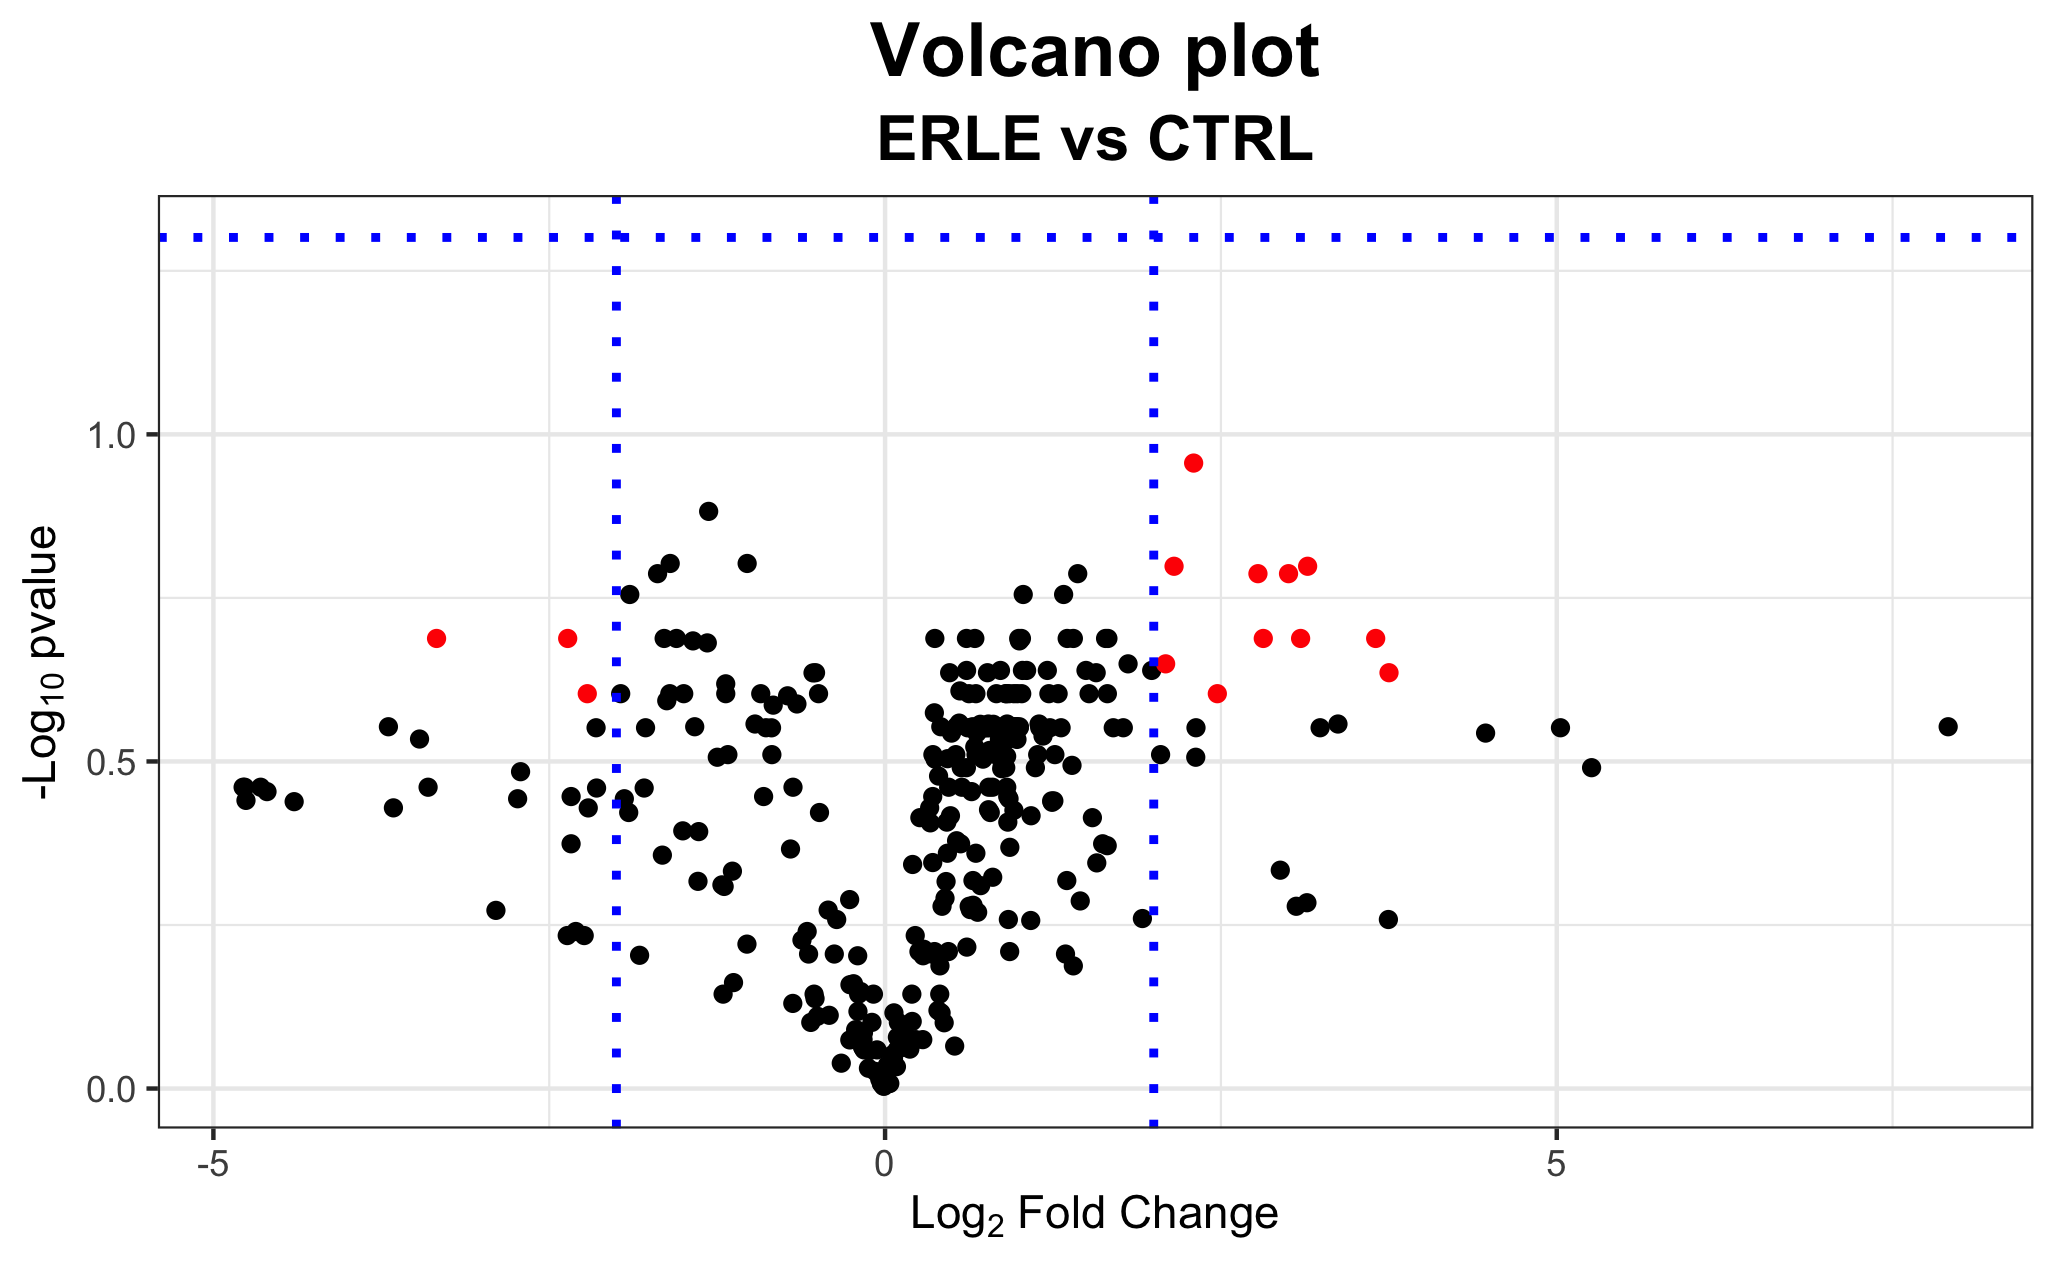 Volcano plot
ERLE vs CTRL
-Log10 pvalue
1.0
0.5
0.0
-5 0 5
Log2 Fold Change